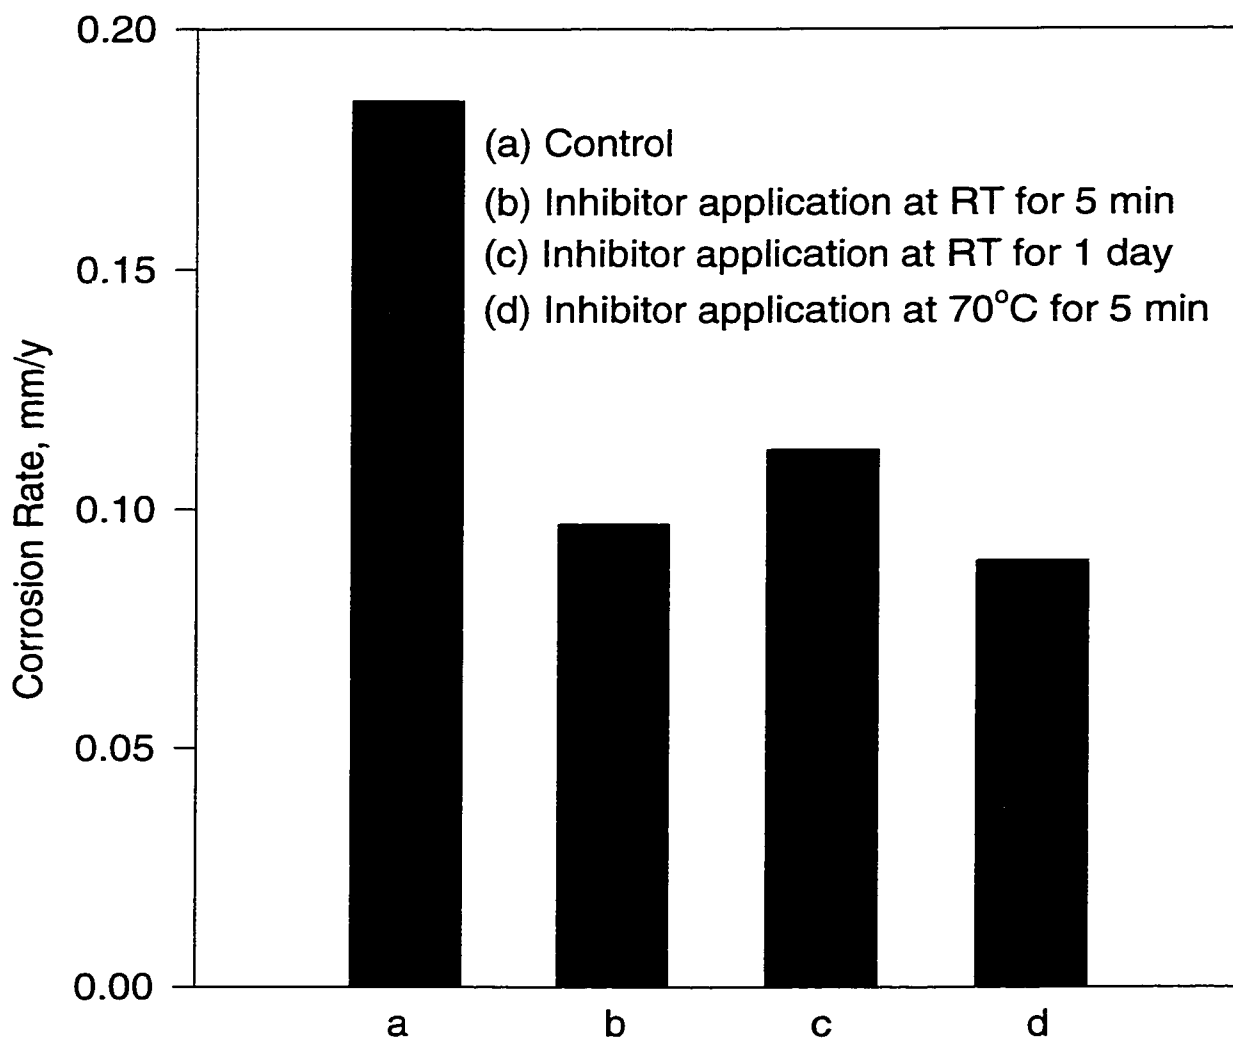 0.20
(a) Control
(b) Inhibitor application at RT for 5 min
(c) Inhibitor application at RT for 1 day
0.15
(d) Inhibitor application at 70°C for 5 min
Corrosion Rate, mm/y
0.10
0.05
0.00
a b c d